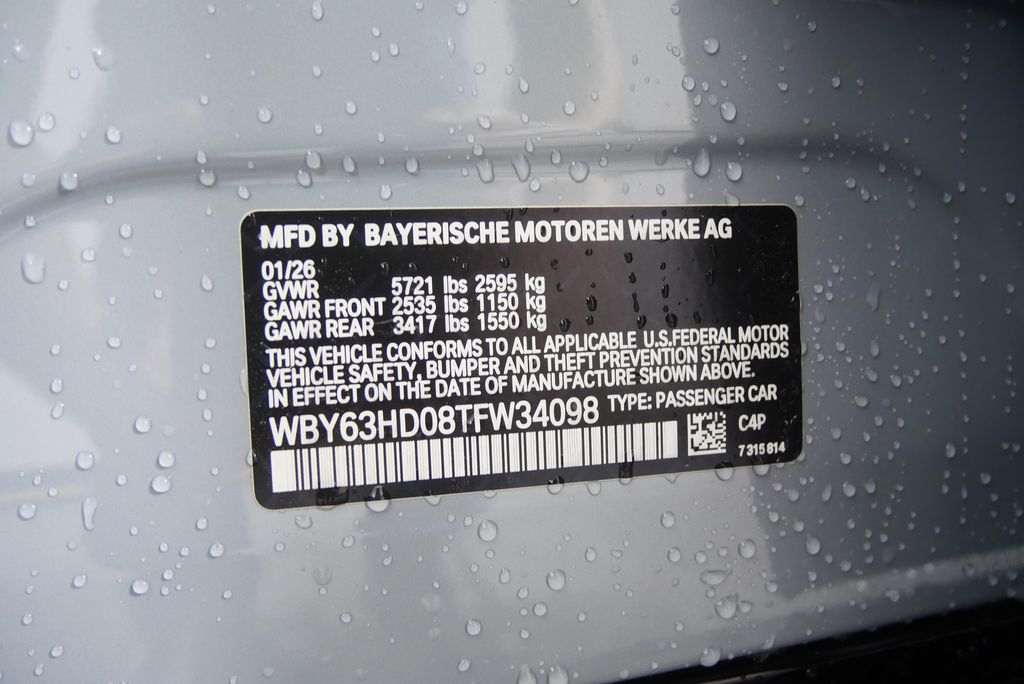 MFD BY BAYERISCHE MOTOREN WERKE AG
01/26
GVWR 5721 lbs 2595 kg
GAWR FRONT 2535 lbs 1150 kg
GAWR REAR 3417 lbs 1550 kg
THIS VEHICLE CONFORMS TO ALL APPLICABLE U.S.FEDERAL MOTOR
VEHICLE SAFETY, BUMPER AND THEFT PREVENTION STANDARDS
IN EFFECT ON THE DATE OF MANUFACTURE SHOWN ABOVE.
WBY63HD08TFW34098 TYPE: PASSENGER CAR
C4P
7 315 814